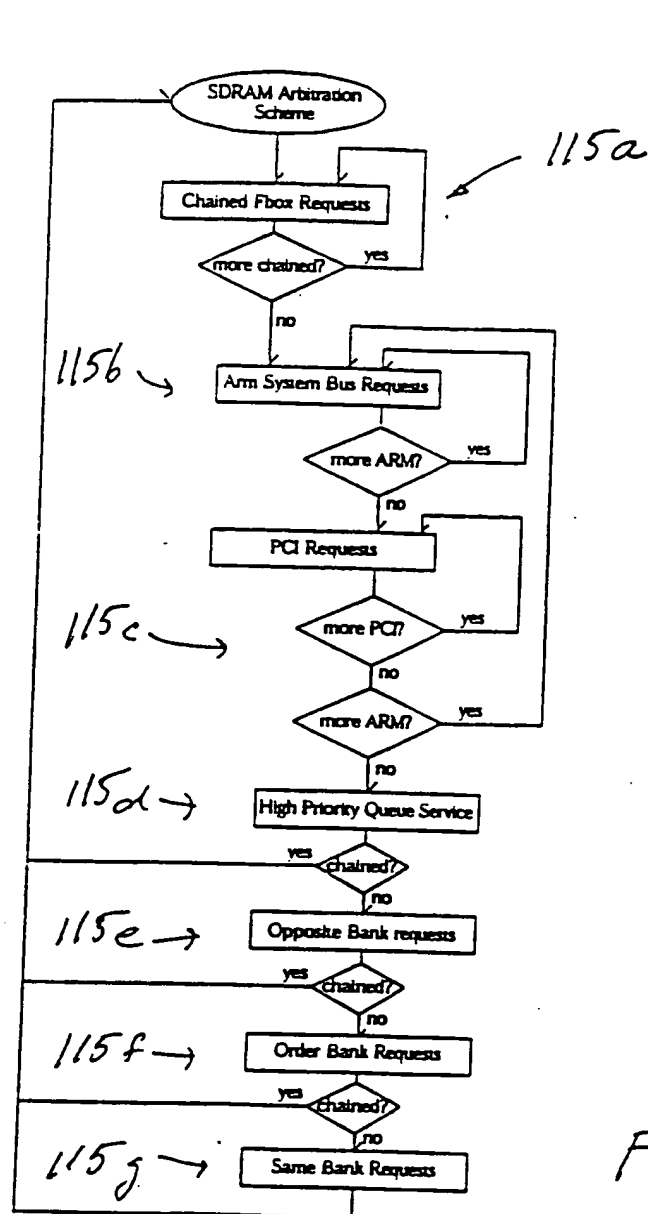 SDRAM Arbitration
Scheme
115a
Chained Fbox Requests
more chained?
yes
no
115b
Arm System Bus Requests
more ARM?
yes
no
PCI Requests
115c
more PCI?
yes
no
more ARM?
yes
no
115d
High Priority Queue Service
yes
chained?
no
115e
Opposite Bank requests
yes
chained?
no
115f
Order Bank Requests
yes
chained?
no
115g
Same Bank Requests
F